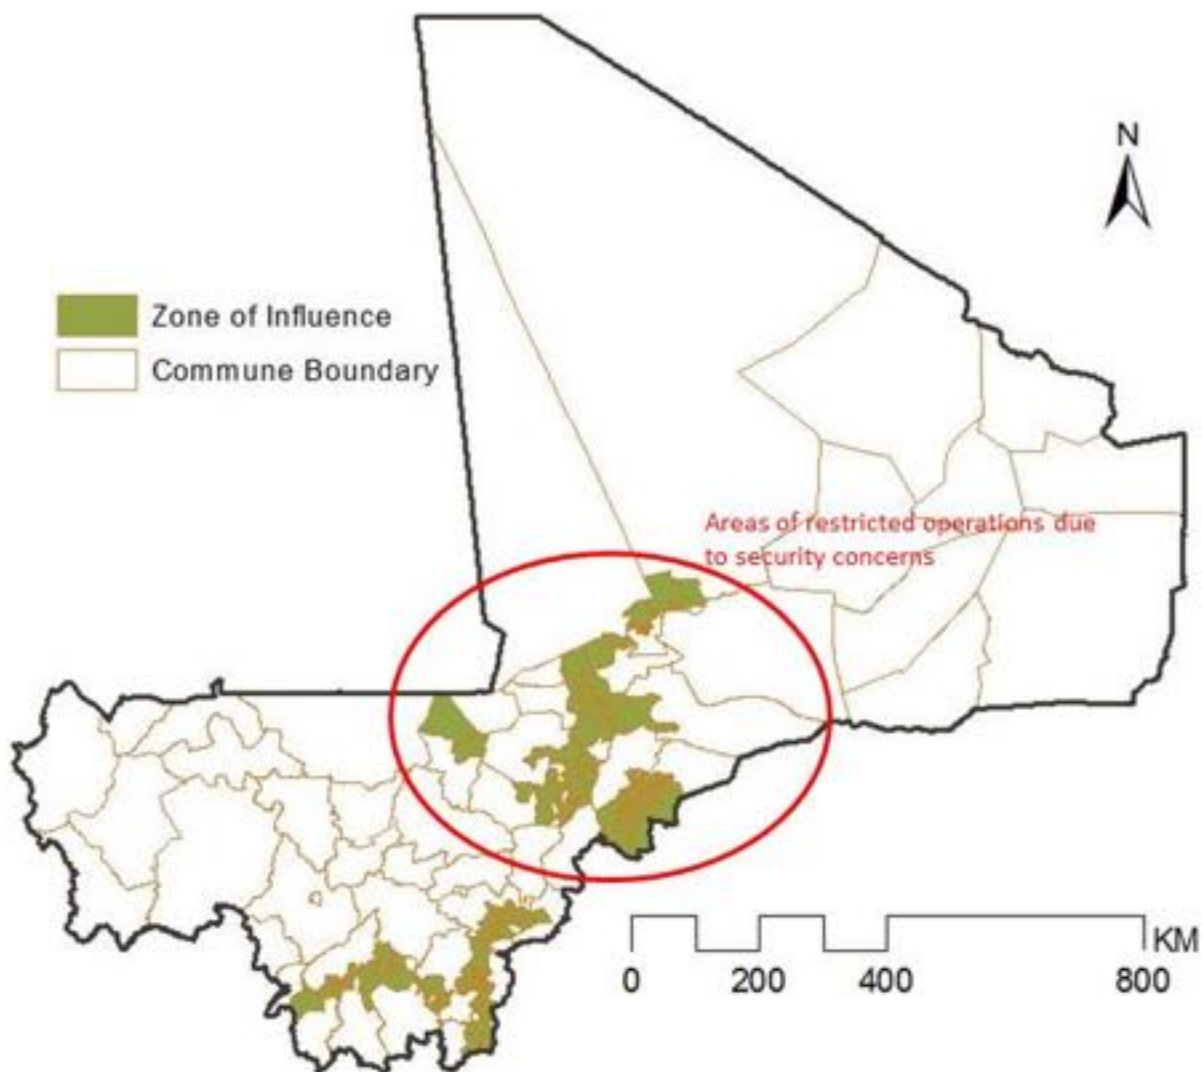 N
Zone of Influence
Commune Boundary
Areas of restricted operations due
to security concerns
KM
0 200 400 800